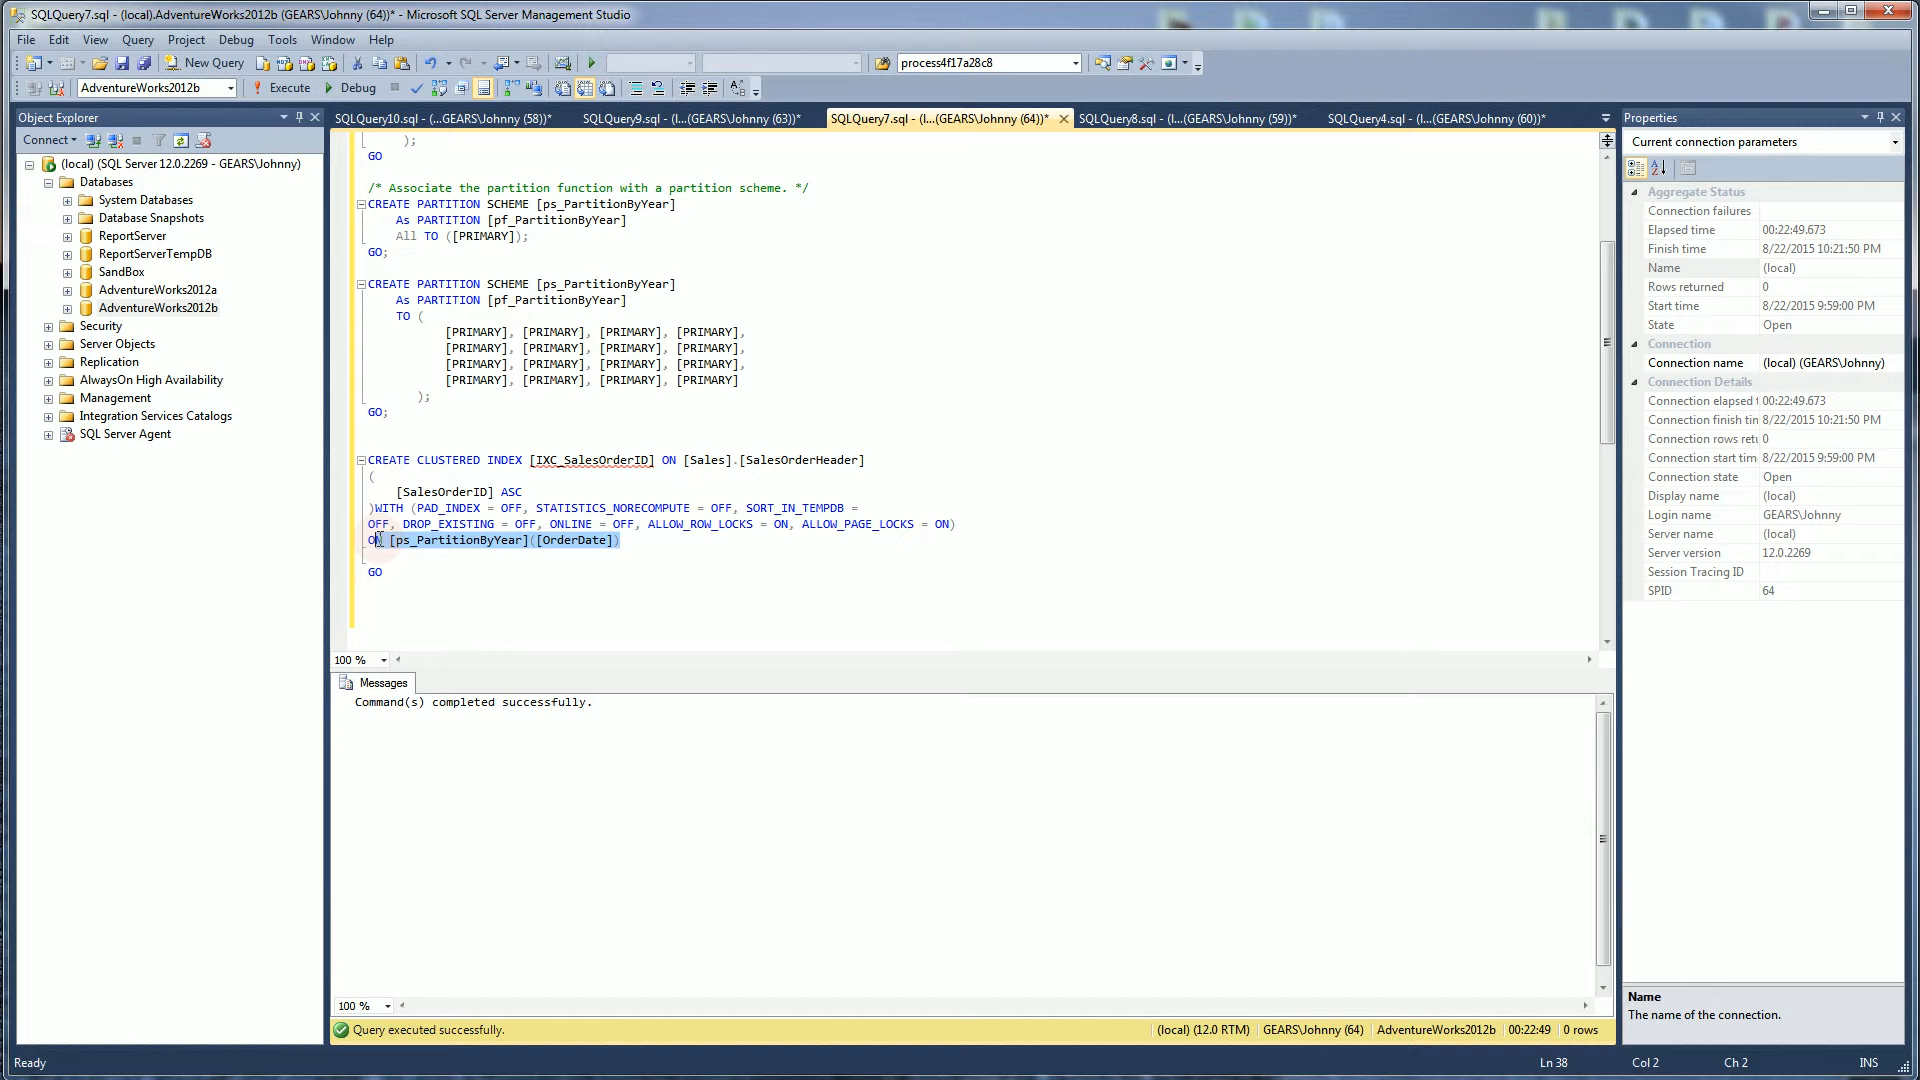 SQLQuery7.sql - (local).AdventureWorks2012b (GEARS\Johnny (64))* - Microsoft SQL Server Management Studio
File Edit View Query Project Debug Tools Window Help
New Query process4f17a28c8
AdventureWorks2012b Execute Debug
Object Explorer
Connect
(local) (SQL Server 12.0.2269 - GEARS\Johnny)
Databases
System Databases
Database Snapshots
ReportServer
ReportServerTempDB
SandBox
AdventureWorks2012a
AdventureWorks2012b
Security
Server Objects
Replication
AlwaysOn High Availability
Management
Integration Services Catalogs
SQL Server Agent
SQLQuery10.sql - (...GEARS\Johnny (58))* SQLQuery9.sql - (l...(GEARS\Johnny (63))* SQLQuery7.sql - (l...(GEARS\Johnny (64))* SQLQuery8.sql - (l...(GEARS\Johnny (59))* SQLQuery4.sql - (l...(GEARS\Johnny (60))*
);
GO
/* Associate the partition function with a partition scheme. */
CREATE PARTITION SCHEME [ps_PartitionByYear]
As PARTITION [pf_PartitionByYear]
All TO ([PRIMARY]);
GO;
CREATE PARTITION SCHEME [ps_PartitionByYear]
As PARTITION [pf_PartitionByYear]
TO (
[PRIMARY], [PRIMARY], [PRIMARY], [PRIMARY],
[PRIMARY], [PRIMARY], [PRIMARY], [PRIMARY],
[PRIMARY], [PRIMARY], [PRIMARY], [PRIMARY],
[PRIMARY], [PRIMARY], [PRIMARY], [PRIMARY]
);
GO;
CREATE CLUSTERED INDEX [IXC_SalesOrderID] ON [Sales].[SalesOrderHeader]
(
[SalesOrderID] ASC
)WITH (PAD_INDEX = OFF, STATISTICS_NORECOMPUTE = OFF, SORT_IN_TEMPDB =
OFF, DROP_EXISTING = OFF, ONLINE = OFF, ALLOW_ROW_LOCKS = ON, ALLOW_PAGE_LOCKS = ON)
ON [ps_PartitionByYear]([OrderDate])
GO
100 %
Messages
Command(s) completed successfully.
100 %
Query executed successfully. (local) (12.0 RTM) GEARS\Johnny (64) AdventureWorks2012b 00:22:49 0 rows
Properties
Current connection parameters
Aggregate Status
Connection failures
Elapsed time 00:22:49.673
Finish time 8/22/2015 10:21:50 PM
Name (local)
Rows returned 0
Start time 8/22/2015 9:59:00 PM
State Open
Connection
Connection name (local) (GEARS\Johnny)
Connection Details
Connection elapsed t 00:22:49.673
Connection finish tin 8/22/2015 10:21:50 PM
Connection rows retu 0
Connection start tim 8/22/2015 9:59:00 PM
Connection state Open
Display name (local)
Login name GEARS\Johnny
Server name (local)
Server version 12.0.2269
Session Tracing ID
SPID 64
Name
The name of the connection.
Ready Ln 38 Col 2 Ch 2 INS